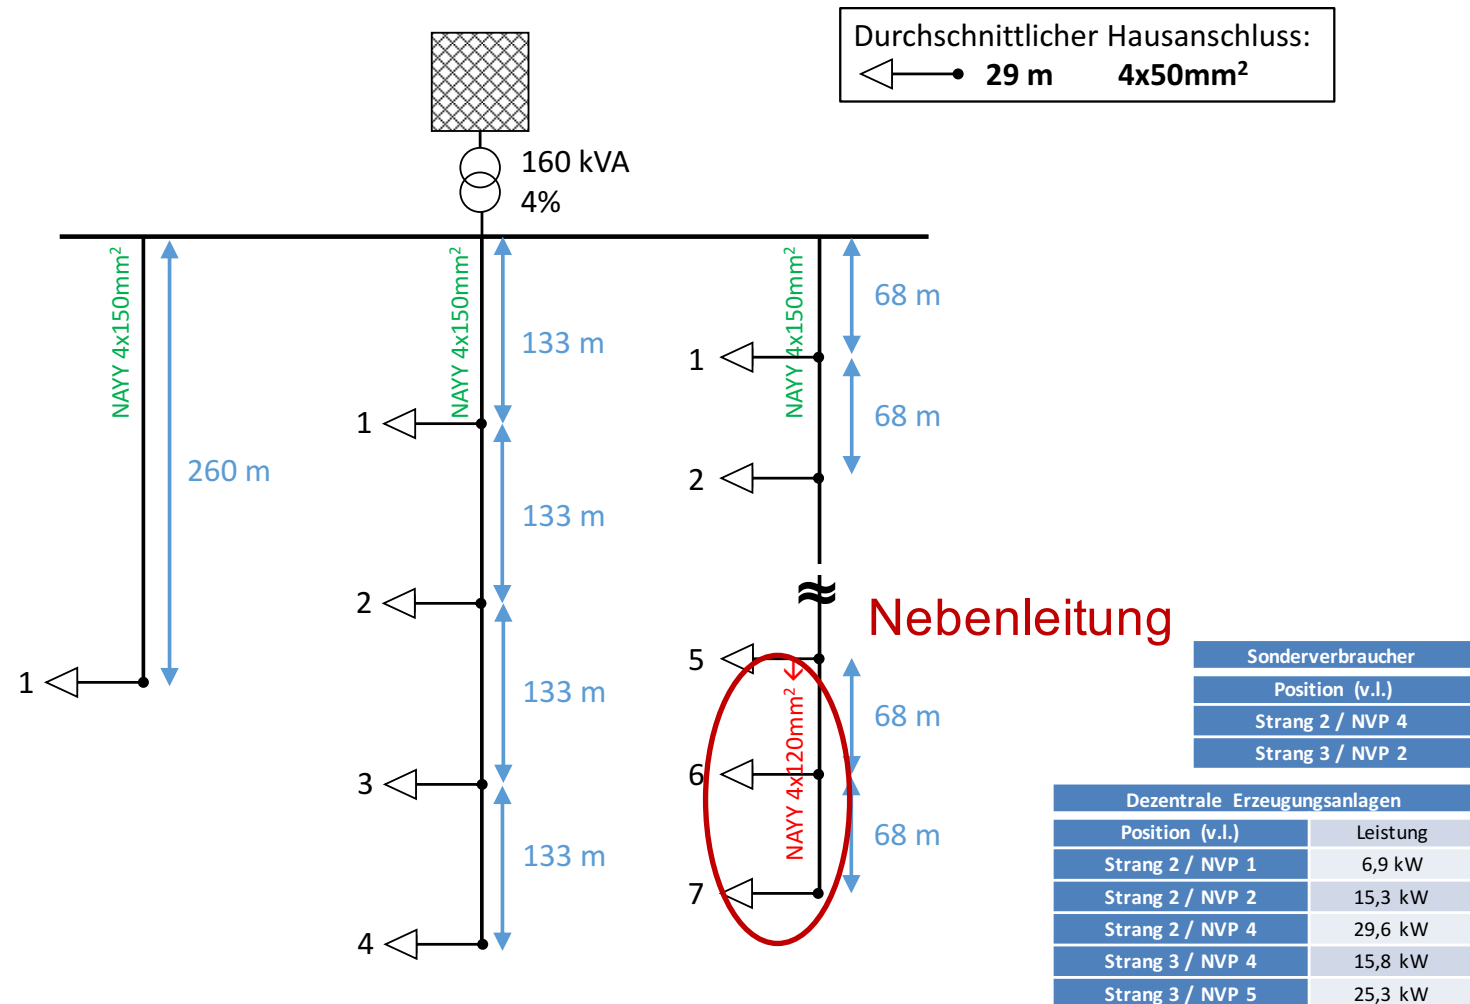 Durchschnittlicher Hausanschluss:
29 m 4x50mm²
160 kVA
4%
NAYY 4x150mm²
NAYY 4x150mm²
NAYY 4x150mm²
260 m
1
133 m
133 m
133 m
133 m
1
2
3
4
68 m
68 m
1
2
Nebenleitung
5
6
7
NAYY 4x120mm²
68 m
68 m
Sonderverbraucher
Position (v.l.)
Strang 2 / NVP 4
Strang 3 / NVP 2
Dezentrale Erzeugungsanlagen
Position (v.l.) Leistung
Strang 2 / NVP 1 6,9 kW
Strang 2 / NVP 2 15,3 kW
Strang 2 / NVP 4 29,6 kW
Strang 3 / NVP 4 15,8 kW
Strang 3 / NVP 5 25,3 kW